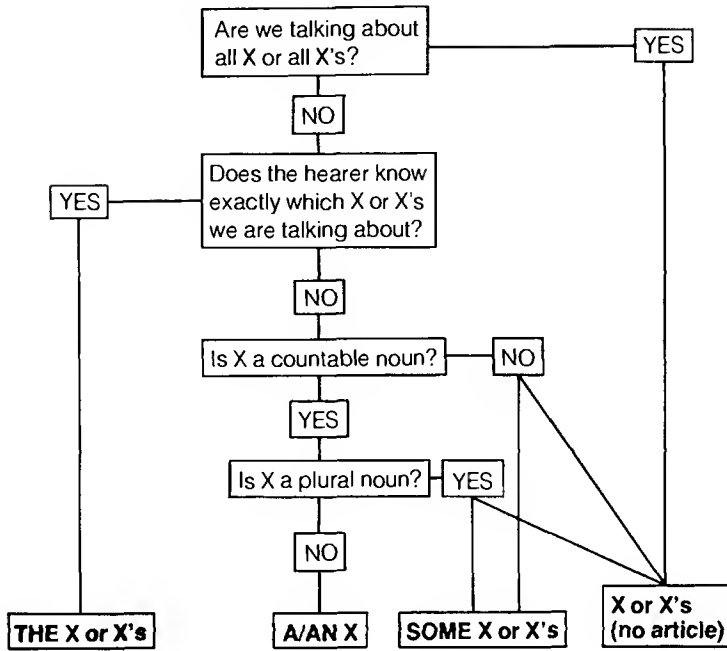 Are we talking about
all X or all X's?
YES
NO
Does the hearer know
exactly which X or X's
we are talking about?
YES
NO
Is X a countable noun?
NO
YES
Is X a plural noun?
YES
NO
THE X or X's
A/AN X
SOME X or X's
X or X's
(no article)